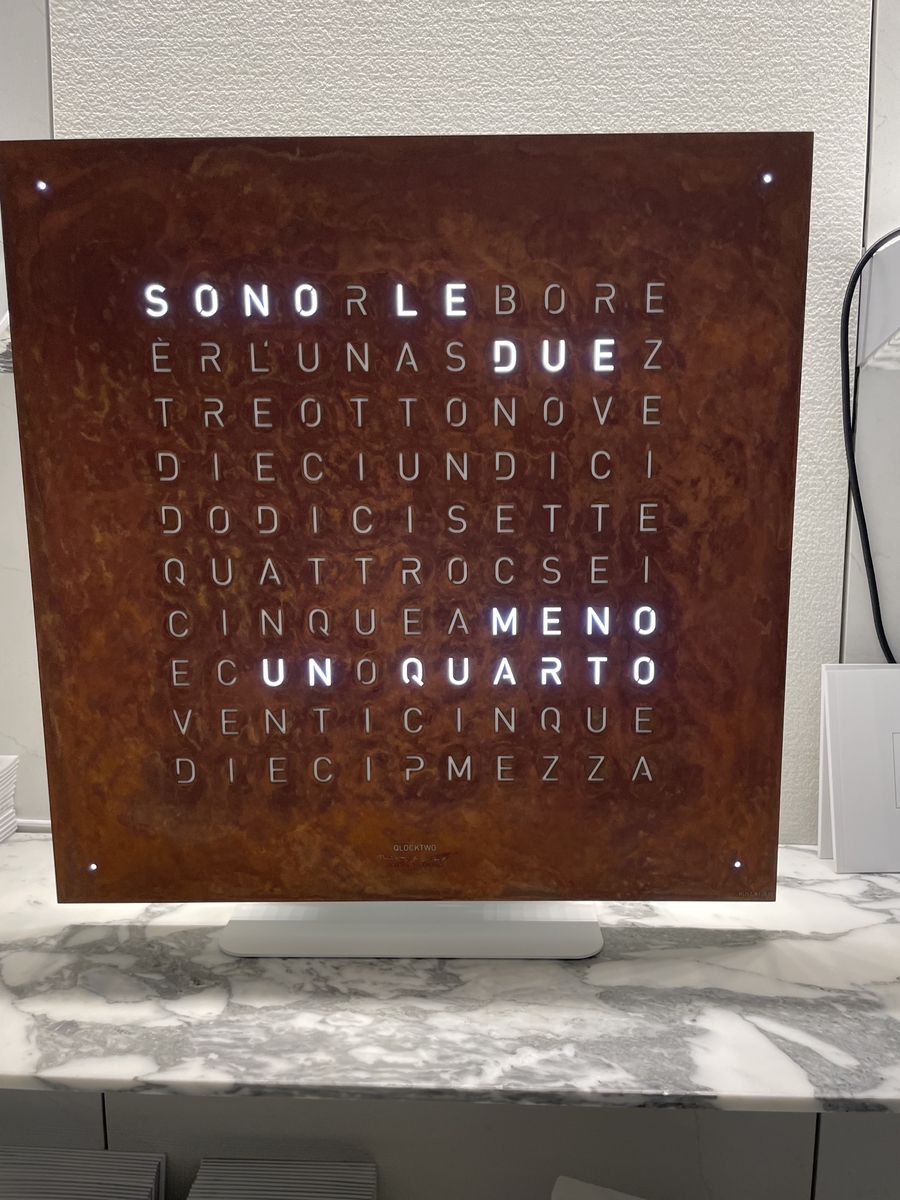 SONORLEBORE
ÈRL'UNASDUEZ
TREOTTONOVE
DIECIUNDICI
DODICISETTE
QUATTROCSEI
CINQUEAMENO
ECUNOQUARTO
VENTICINQUE
DIECIPMEZZA
QLOCKTWO